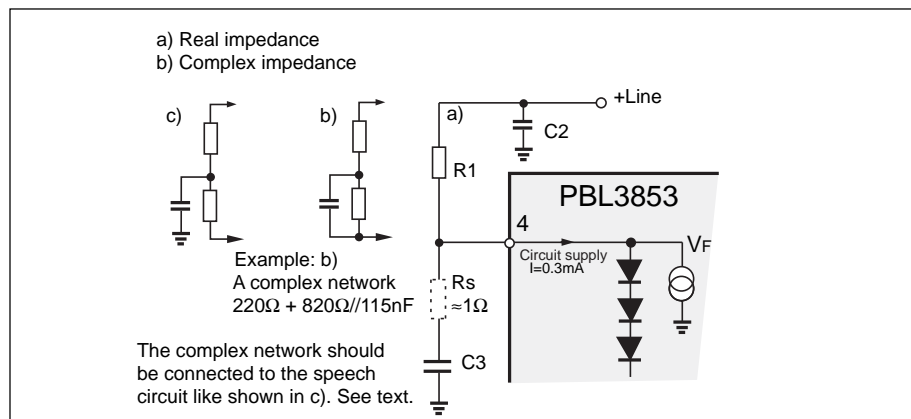 a) Real impedance
b) Complex impedance
c)
b)
a)
+Line
C2
R1
PBL3853
4
Circuit supply
I=0.3mA
VF
Example: b)
A complex network
220Ω + 820Ω//115nF
Rs
≈1Ω
C3
The complex network should
be connected to the speech
circuit like shown in c). See text.